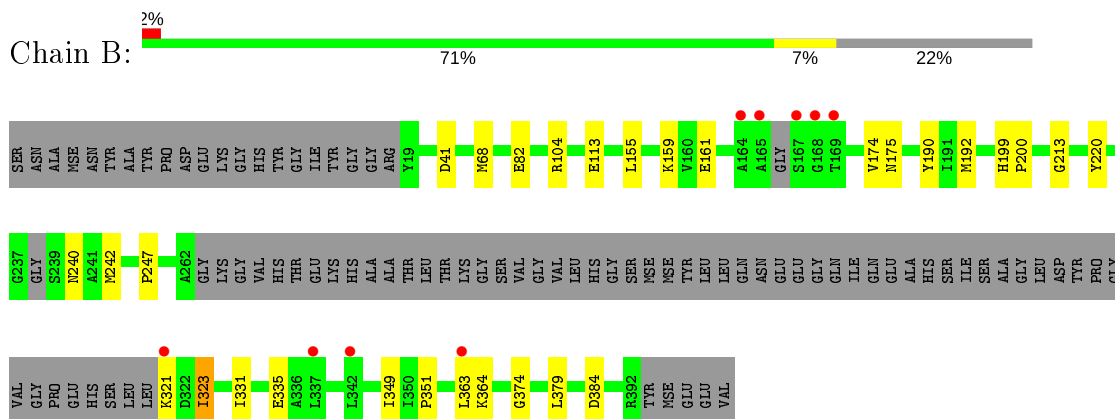 2%
Chain B:
71% 7% 22%
SER ASN ALA MSE ASN TYR ALA TYR PRO ASP GLU LYS GLY HIS TYR GLY ILE TYR GLY GLY ARG Y19 D41 M68 E82 R104 E113 L155 K159 V160 E161 A164 A165 GLY S167 G168 T169 V174 N175 Y190 I191 M192 H199 P200 G213 Y220
G237 GLY S239 N240 A241 M242 P247 A262 GLY LYS GLY VAL HIS THR GLU LYS HIS ALA ALA THR LEU THR LYS GLY SER VAL GLY VAL LEU HIS GLY SER MSE MSE TYR LEU LEU GLN ASN GLU GLU GLY GLN ILE GLN GLU ALA HIS SER ILE SER ALA GLY LEU ASP TYR PRO GLY
VAL GLY PRO GLU HIS SER LEU LEU K321 D322 I323 I331 E335 A336 L337 L342 I349 I350 P351 L363 K364 G374 L379 D384 R392 TYR MSE GLU GLU VAL